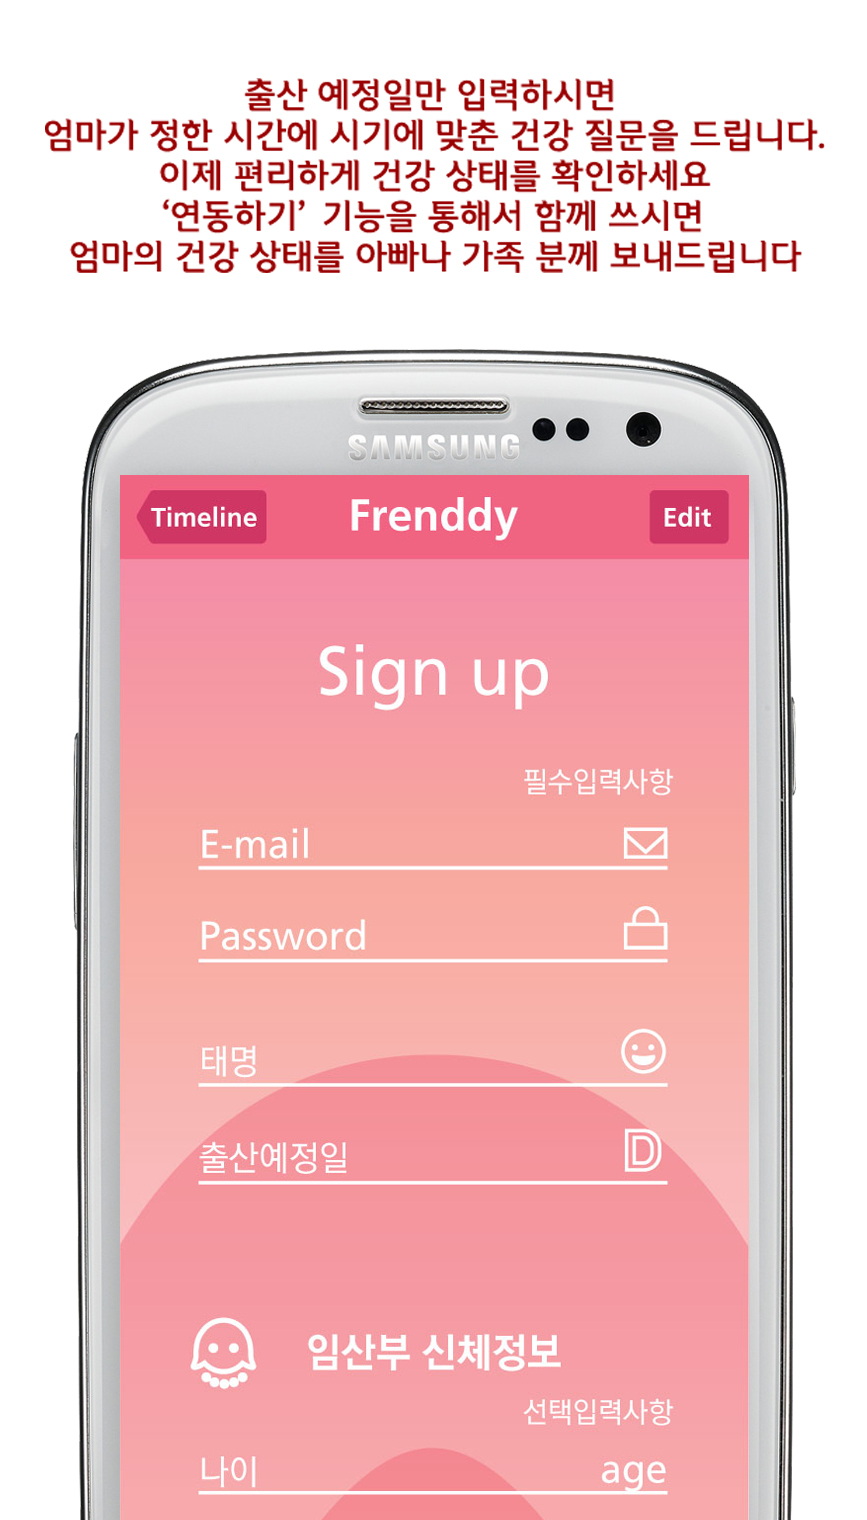 출산 예정일만 입력하시면
엄마가 정한 시간에 시기에 맞춘 건강 질문을 드립니다.
이제 편리하게 건강 상태를 확인하세요
‘연동하기’ 기능을 통해서 함께 쓰시면
엄마의 건강 상태를 아빠나 가족 분께 보내드립니다
SAMSUNG
Timeline Frenddy Edit
Sign up
필수입력사항
E-mail
Password
태명
출산예정일 D
임산부 신체정보
선택입력사항
나이 age